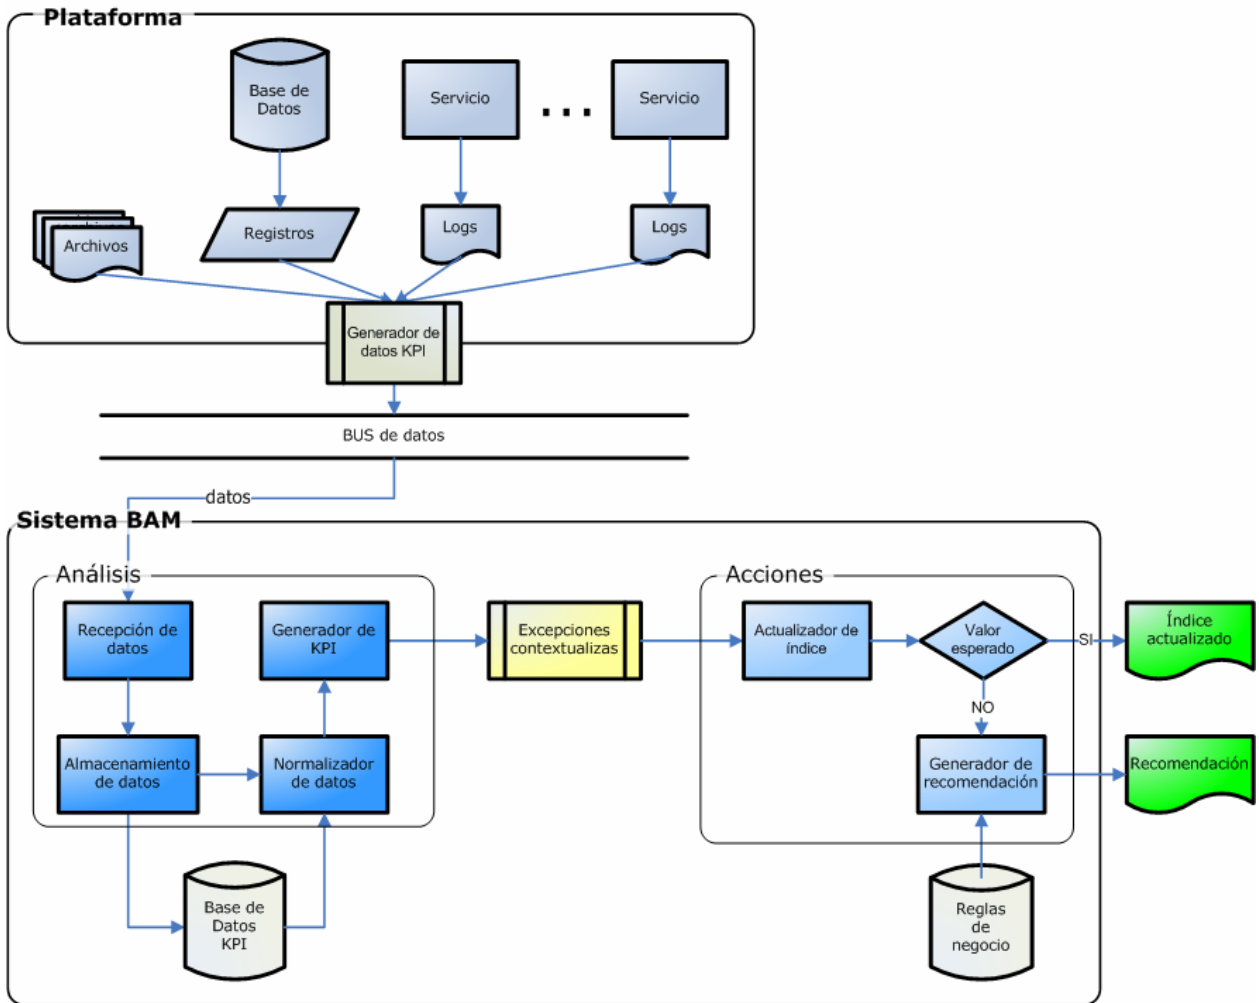 Plataforma
Base de
Datos
Servicio
...
Servicio
Archivos
Registros
Logs
Logs
Generador de
datos KPI
BUS de datos
datos
Sistema BAM
Análisis
Acciones
Recepción de
datos
Generador de
KPI
Excepciones
contextualizas
Actualizador de
índice
Valor
esperado
SI
Índice
actualizado
NO
Almacenamiento
de datos
Normalizador
de datos
Generador de
recomendación
Recomendación
Base de
Datos
KPI
Reglas
de
negocio